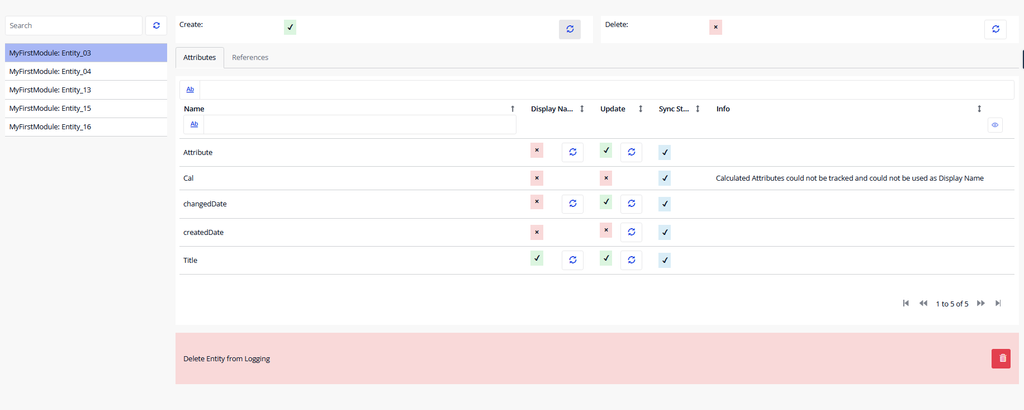 Search
MyFirstModule: Entity_03
MyFirstModule: Entity_04
MyFirstModule: Entity_13
MyFirstModule: Entity_15
MyFirstModule: Entity_16
Create:
Delete:
Attributes References
Ab
Name Display Na... Update Sync St... Info
Ab
Attribute
Cal Calculated Attributes could not be tracked and could not be used as Display Name
changedDate
createdDate
Title
1 to 5 of 5
Delete Entity from Logging